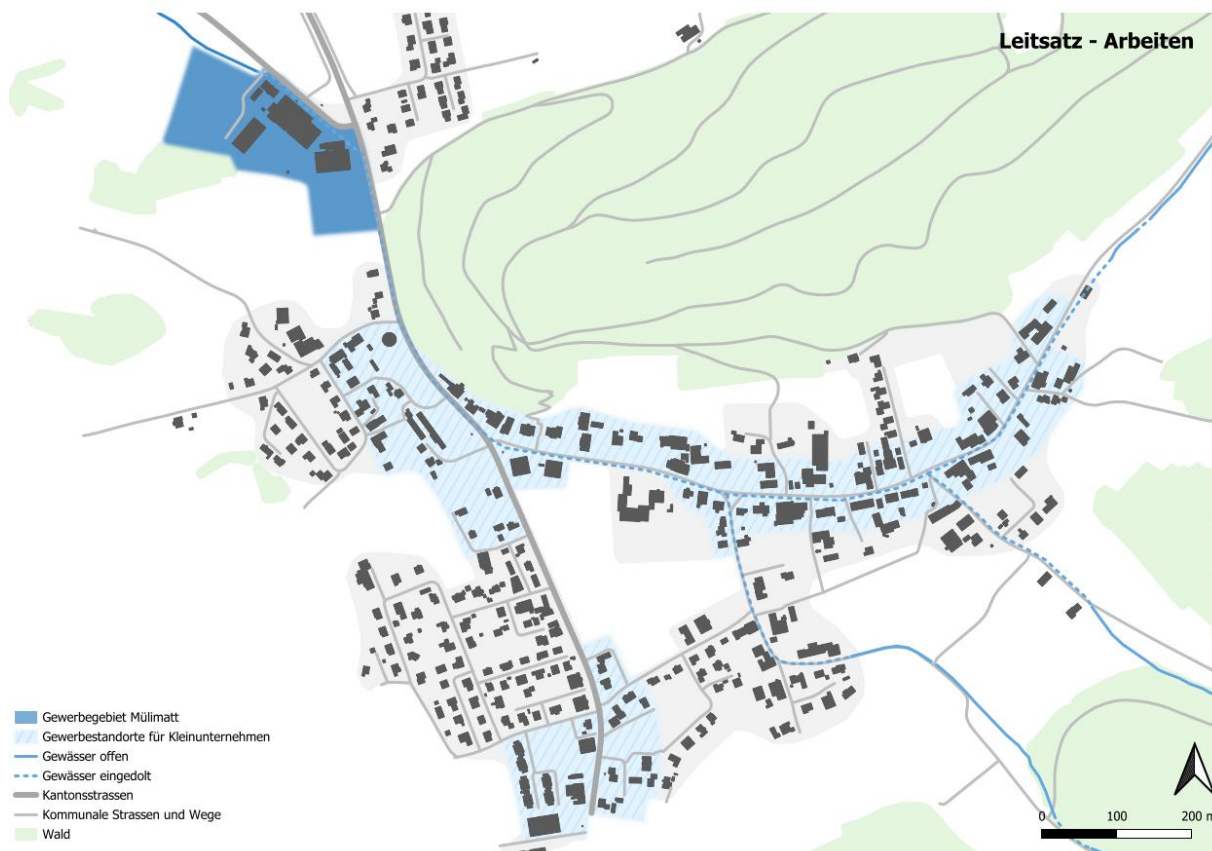 Leitsatz - Arbeiten
Gewerbegebiet Mülimatt
Gewerbestandorte für Kleinunternehmen
Gewässer offen
Gewässer eingedolt
Kantonsstrassen
Kommunale Strassen und Wege
Wald
0 100 200 m